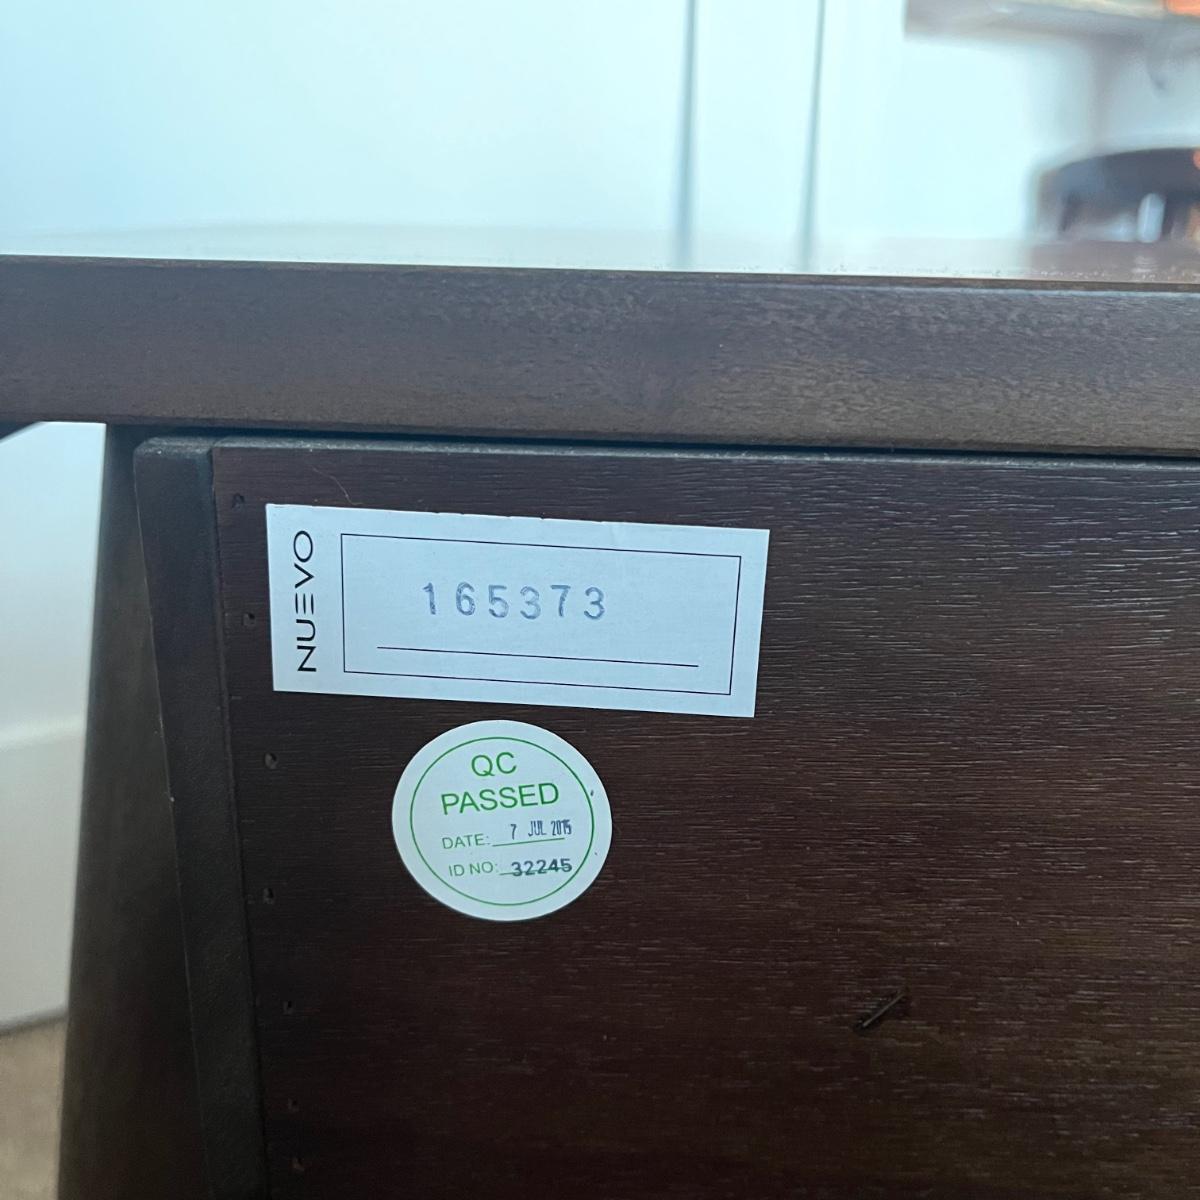 NUEVO
165373
QC
PASSED
DATE: 7 JUL 2015
ID NO: 32245